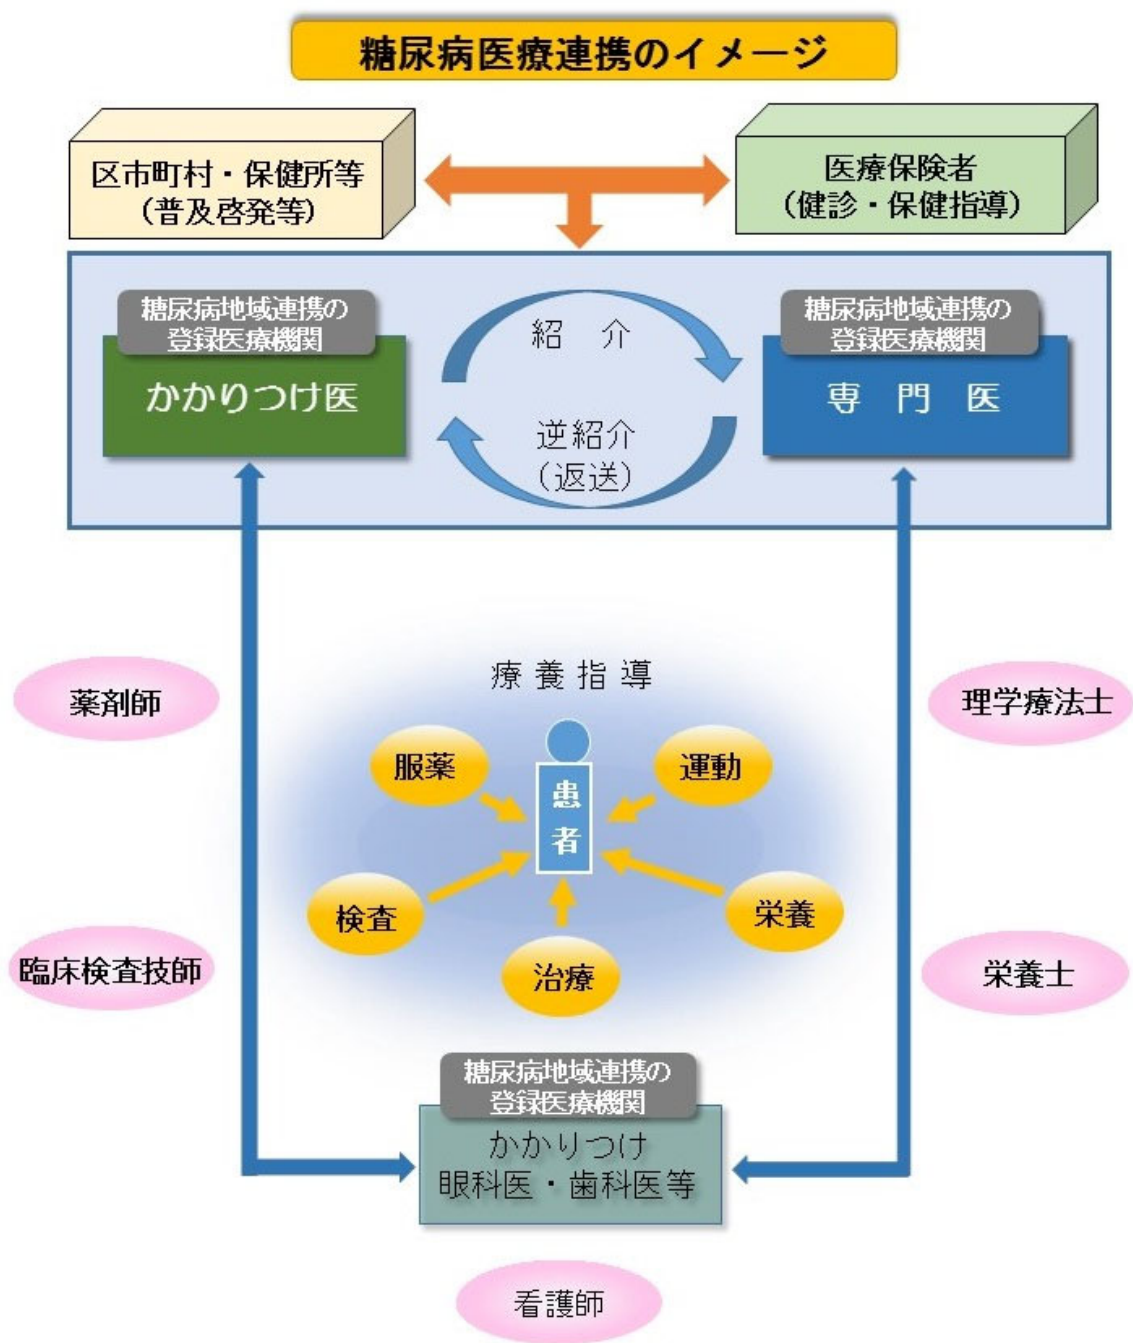 糖尿病医療連携のイメージ
区市町村・保健所等
(普及啓発等)
医療保険者
(健診・保健指導)
糖尿病地域連携の
登録医療機関
かかりつけ医
紹　介
逆紹介
(返送)
糖尿病地域連携の
登録医療機関
専　門　医
薬剤師
療養指導
理学療法士
服薬
患
者
運動
検査
栄養
治療
臨床検査技師
栄養士
糖尿病地域連携の
登録医療機関
かかりつけ
眼科医・歯科医等
看護師